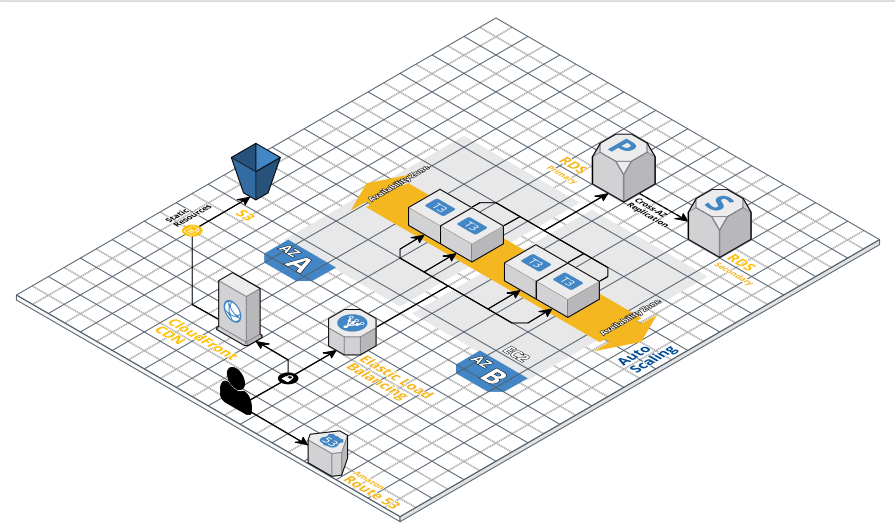 P
RDS
Primary
S
Cross-AZ
Replication
RDS
Secondary
Availability Zone
T3
T3
T3
T3
Static
Resources
S3
AZ
A
CloudFront
CDN
Elastic Load
Balancing
EC2
AZ
B
Availability Zone
Auto
Scaling
53
Amazon
Route 53